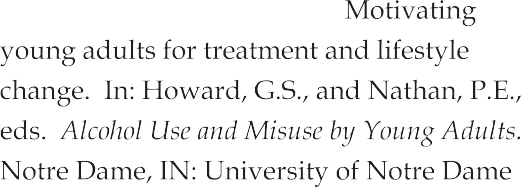 Motivating
young adults for treatment and lifestyle
change.  In: Howard, G.S., and Nathan, P.E.,
eds.  Alcohol Use and Misuse by Young Adults.
Notre Dame, IN: University of Notre Dame